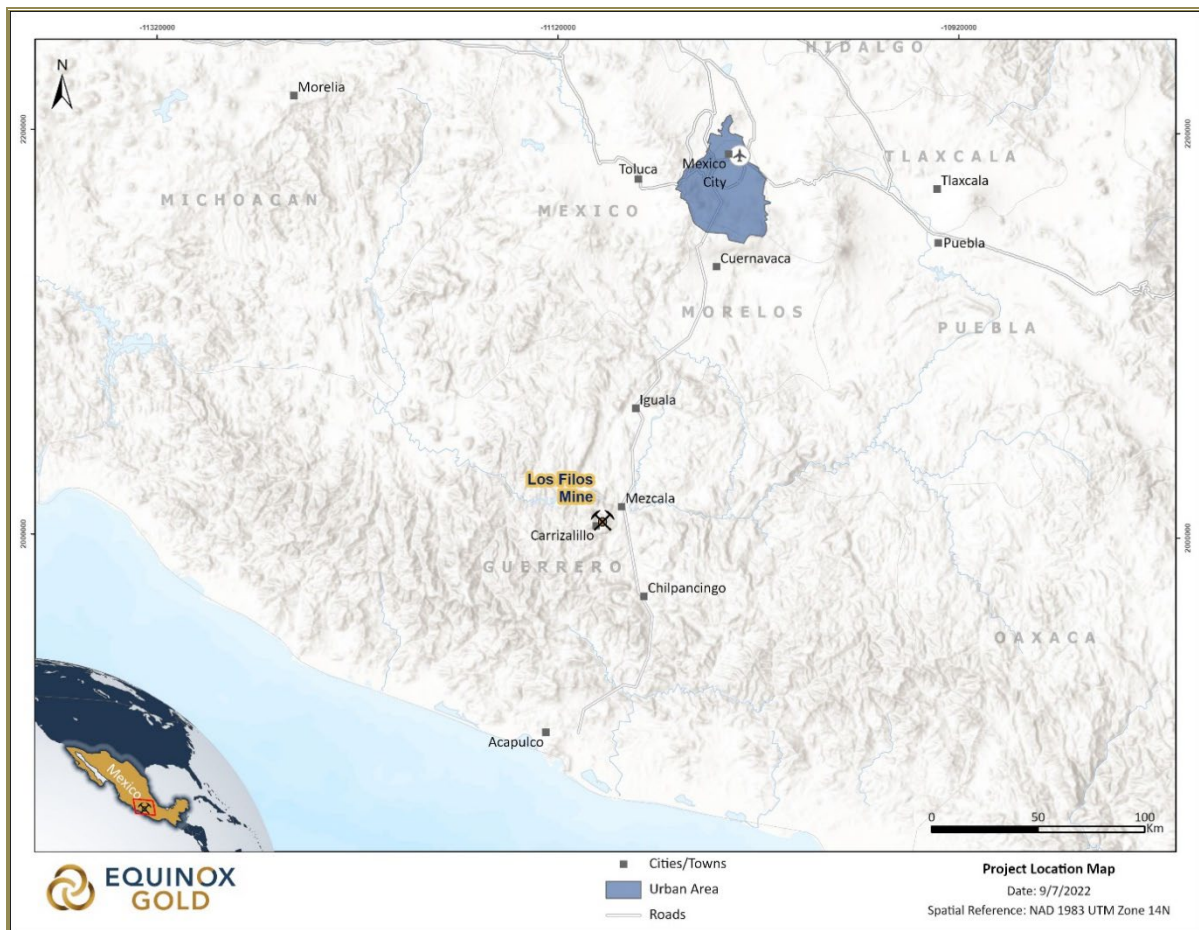 -11320000
-11120000
-10920000
HIDALGO
N
Morelia
2200000
2200000
Mexico
City
Toluca
TLAXCALA
Tlaxcala
MICHOACAN
MEXICO
Puebla
Cuernavaca
MORELOS
PUEBLA
Iguala
Los Filos
Mine
Mezcala
Carrizalillo
2000000
2000000
GUERRERO
Chilpancingo
OAXACA
Acapulco
Mexico
0 50 100
Km
EQUINOX
GOLD
Cities/Towns
Urban Area
Roads
Project Location Map
Date: 9/7/2022
Spatial Reference: NAD 1983 UTM Zone 14N